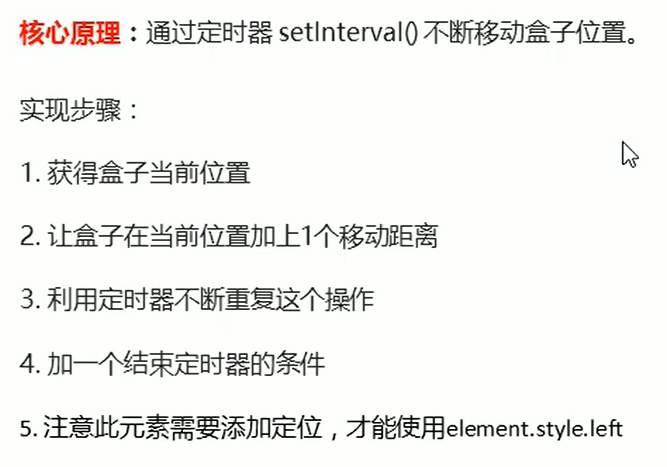 核心原理：通过定时器 setInterval() 不断移动盒子位置。
实现步骤：
1. 获得盒子当前位置
2. 让盒子在当前位置加上1个移动距离
3. 利用定时器不断重复这个操作
4. 加一个结束定时器的条件
5. 注意此元素需要添加定位，才能使用element.style.left